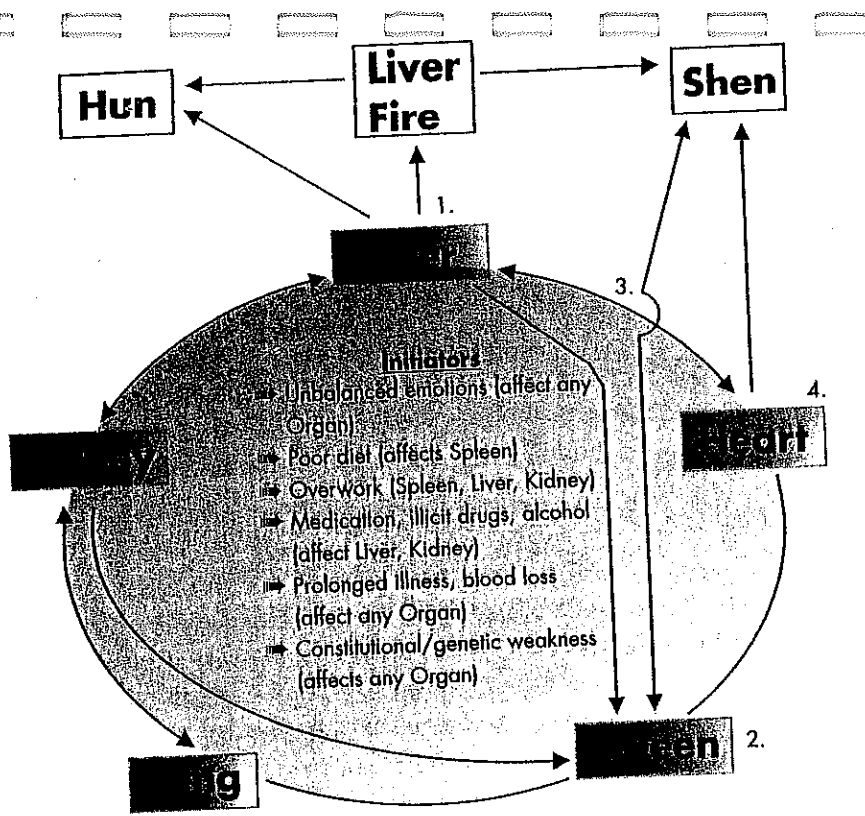 Liver
Fire
Hun
Shen
1.
3.
4.
Heart
Initiators
Unbalanced emotions (affect any
Organ)
Poor diet (affects Spleen)
Overwork (Spleen, Liver, Kidney)
Medication, illicit drugs, alcohol
(affect Liver, Kidney)
Prolonged illness, blood loss
(affect any Organ)
Constitutional/genetic weakness
(affects any Organ)
2.